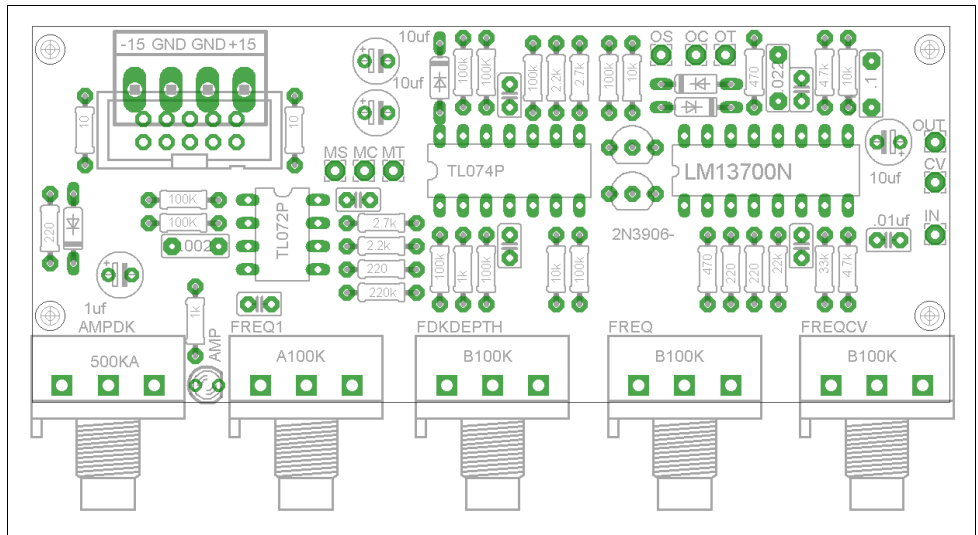 -15 GND GND +15
10uf
10uf
OS OC OT
10
10
100k
100k
100k
2.2k
2.7k
100k
10k
470
.022
4.7k
10k
.1
OUT
MS MC MT
TL074P
LM13700N
10uf
CV
100K
100K
.002
TL072P
2.7k
2.2k
220
220k
2N3906-
.01uf
IN
220
1uf
1k
100k
1k
100k
10k
100k
470
220
220
22k
33k
4.7k
AMPDK
AMP
FREQ1
FDKDEPTH
FREQ
FREQCV
500KA
A100K
B100K
B100K
B100K